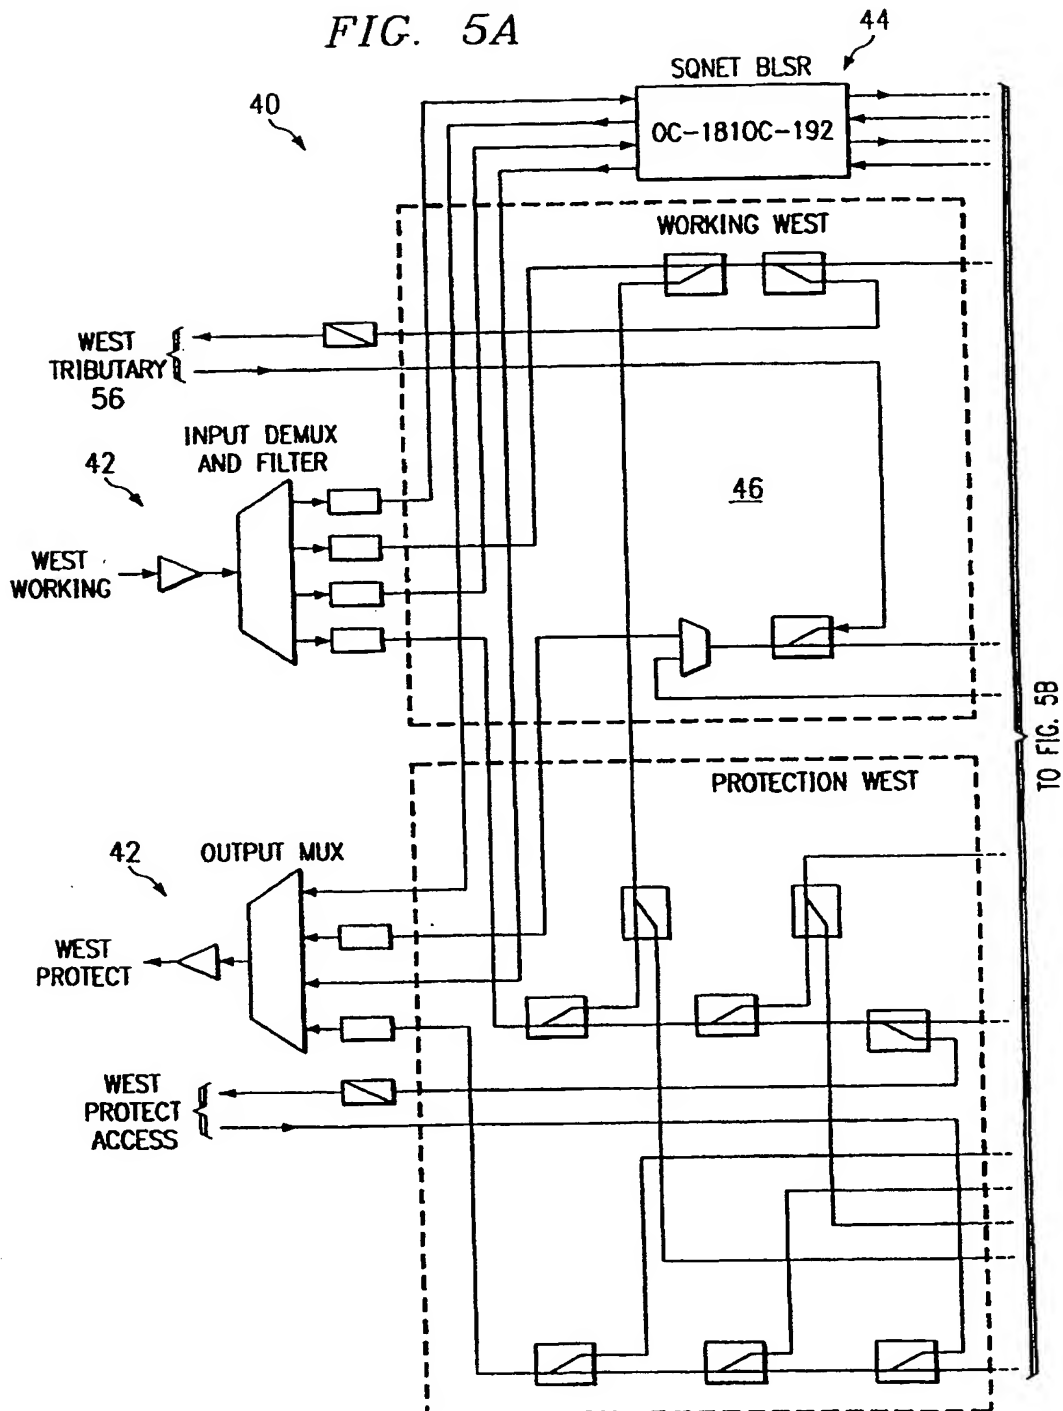 FIG. 5A
44
SQNET BLSR
40
OC-181OC-192
WORKING WEST
WEST
TRIBUTARY
56
INPUT DEMUX
AND FILTER
42
46
WEST
WORKING
TO FIG. 5B
PROTECTION WEST
42
OUTPUT MUX
WEST
PROTECT
WEST
PROTECT
ACCESS